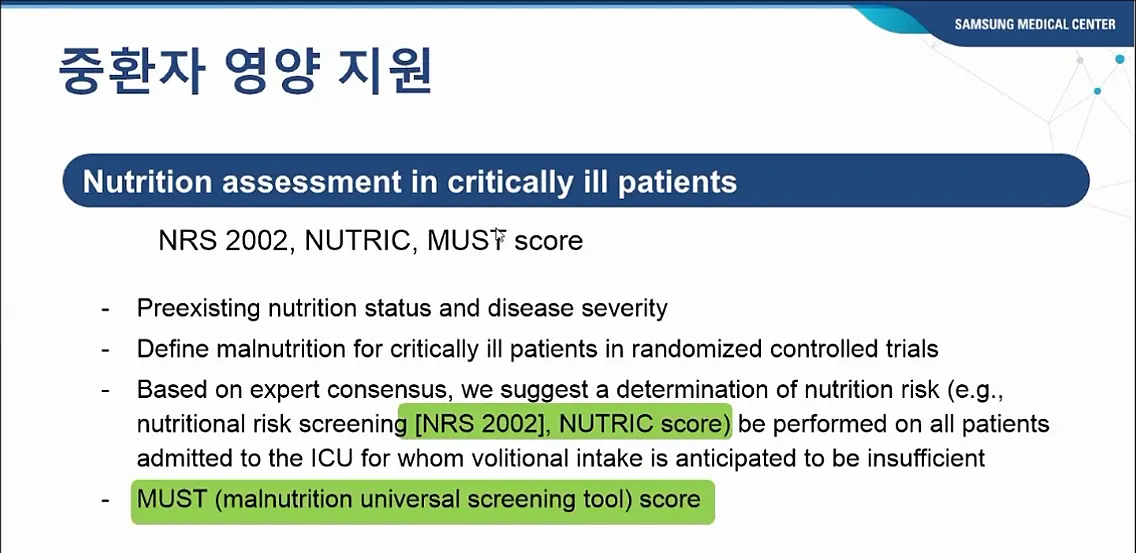 SAMSUNG MEDICAL CENTER
중환자 영양 지원
Nutrition assessment in critically ill patients
NRS 2002, NUTRIC, MUST score
- Preexisting nutrition status and disease severity
- Define malnutrition for critically ill patients in randomized controlled trials
- Based on expert consensus, we suggest a determination of nutrition risk (e.g.,
nutritional risk screening [NRS 2002], NUTRIC score) be performed on all patients
admitted to the ICU for whom volitional intake is anticipated to be insufficient
- MUST (malnutrition universal screening tool) score